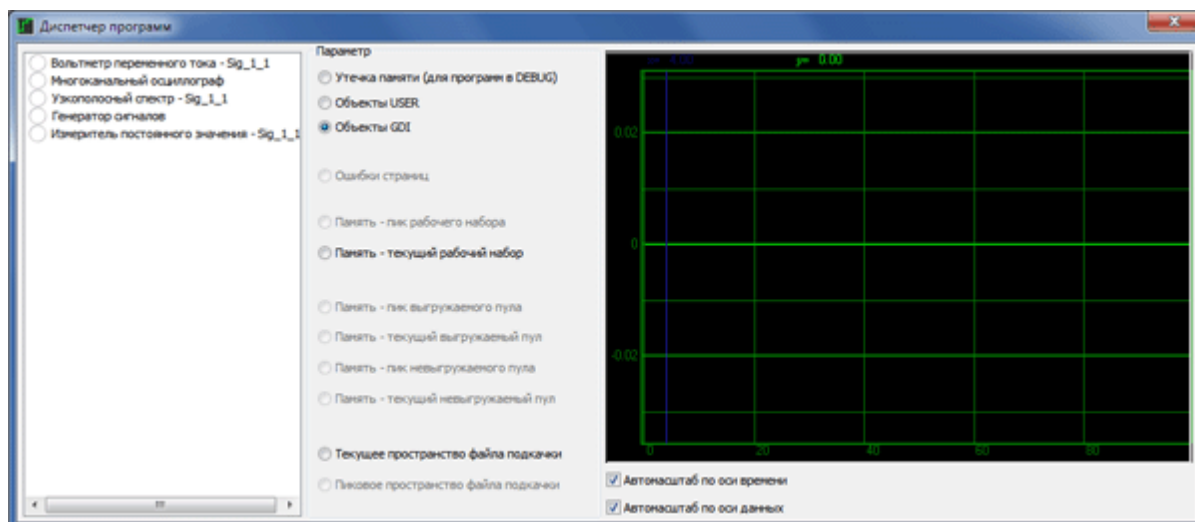 Диспетчер программ
Вольтметр переменного тока - Sig_1_1
Многоканальный осциллограф
Узкополосный спектр - Sig_1_1
Генератор сигналов
Измеритель постоянного значения - Sig_1_1
Параметр
Утечка памяти (для программ в DEBUG)
Объекты USER
Объекты GDI
Ошибки страниц
Память - пик рабочего набора
Память - текущий рабочий набор
Память - пик выгружаемого пула
Память - текущий выгружаемый пул
Память - пик невыгружаемого пула
Память - текущий невыгружаемый пул
Текущее пространство файла подкачки
Пиковое пространство файла подкачки
x= 4.00 y= 0.00
0.02
0
-0.02
0 20 40 60 80
Автомасштаб по оси времени
Автомасштаб по оси данных